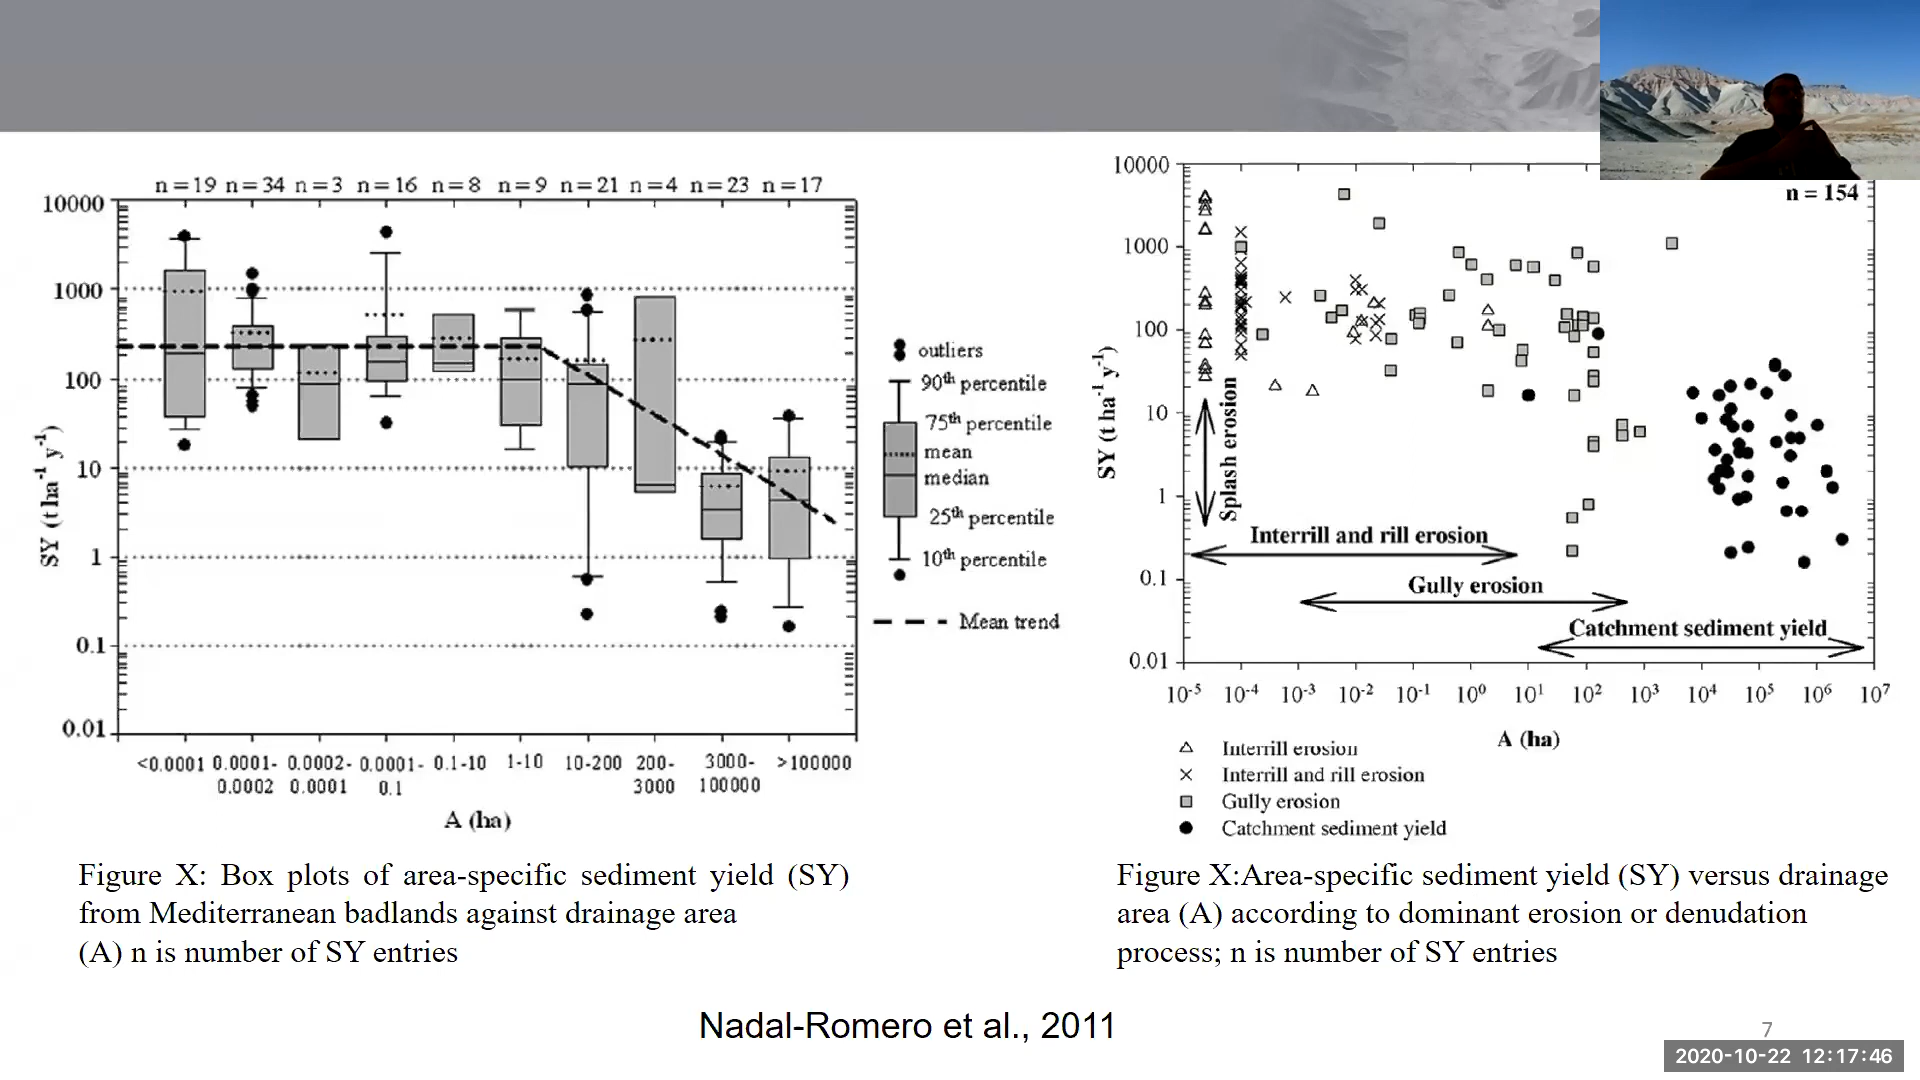 n = 19 n = 34 n = 3 n = 16 n = 8 n = 9 n = 21 n = 4 n = 23 n = 17
10000
1000
100
10
1
0.1
0.01
SY (t ha-1 y-1)
<0.0001 0.0001- 0.0002- 0.0001- 0.1-10 1-10 10-200 200- 3000- >100000
0.0002 0.0001 0.1 3000 100000
A (ha)
outliers
90th percentile
75th percentile
mean
median
25th percentile
10th percentile
Mean trend
Figure X: Box plots of area-specific sediment yield (SY)
from Mediterranean badlands against drainage area
(A) n is number of SY entries
n = 154
10000
1000
100
10
1
0.1
0.01
SY (t ha-1 y-1)
Splash erosion
Interrill and rill erosion
Gully erosion
Catchment sediment yield
10-5 10-4 10-3 10-2 10-1 100 101 102 103 104 105 106 107
A (ha)
Interrill erosion
Interrill and rill erosion
Gully erosion
Catchment sediment yield
Figure X:Area-specific sediment yield (SY) versus drainage
area (A) according to dominant erosion or denudation
process; n is number of SY entries
Nadal-Romero et al., 2011
7
2020-10-22 12:17:46